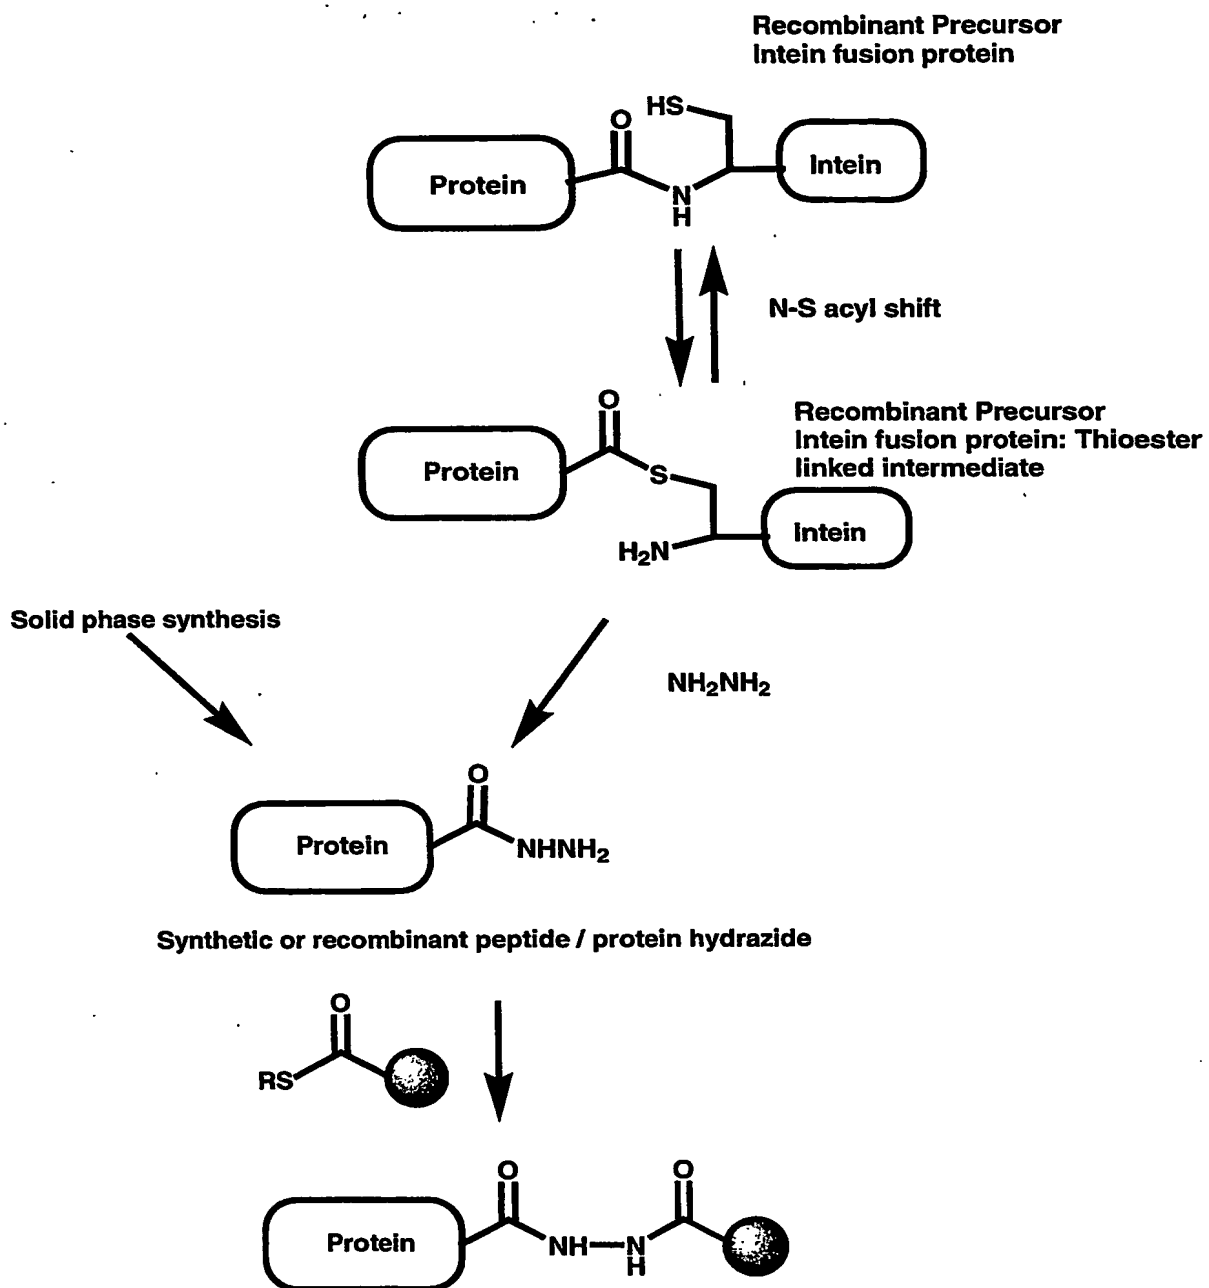 Recombinant Precursor
Intein fusion protein
HS
O
Protein
N
H
Intein
N-S acyl shift
O
Recombinant Precursor
Intein fusion protein: Thioester
linked intermediate
Protein
S
H₂N
Intein
Solid phase synthesis
NH₂NH₂
O
Protein
NHNH₂
Synthetic or recombinant peptide / protein hydrazide
O
RS
O
O
Protein
NH
N
H